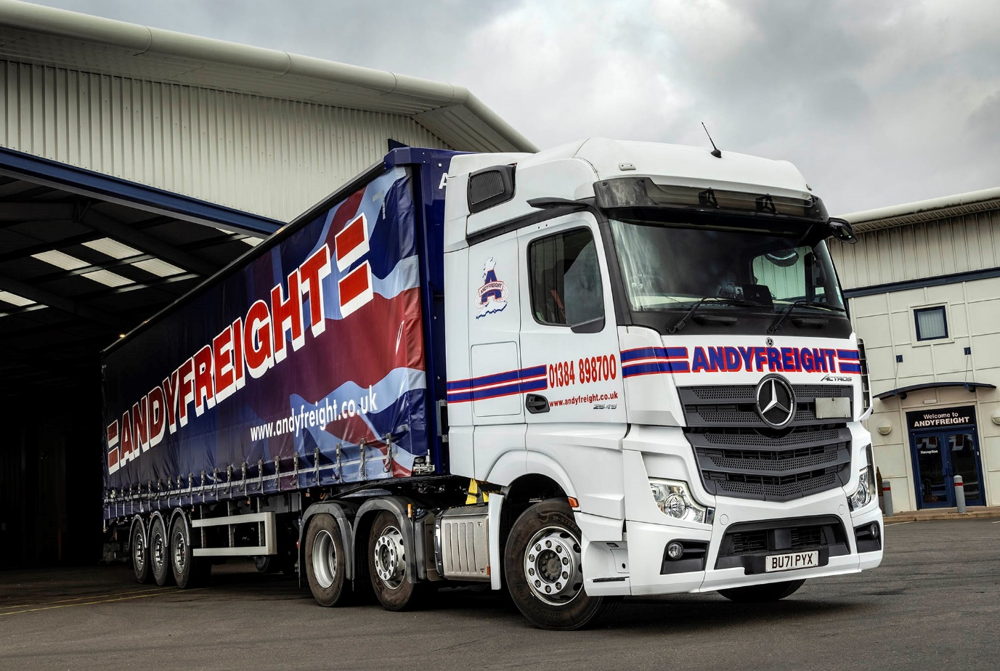 ANDYFREIGHT
www.andyfreight.co.uk
A
A
ANDYFREIGHT
01384 898700
www.andyfreight.co.uk
2545
ANDYFREIGHT
ACTROS
BU71 PYX
Welcome to
ANDYFREIGHT
Reception